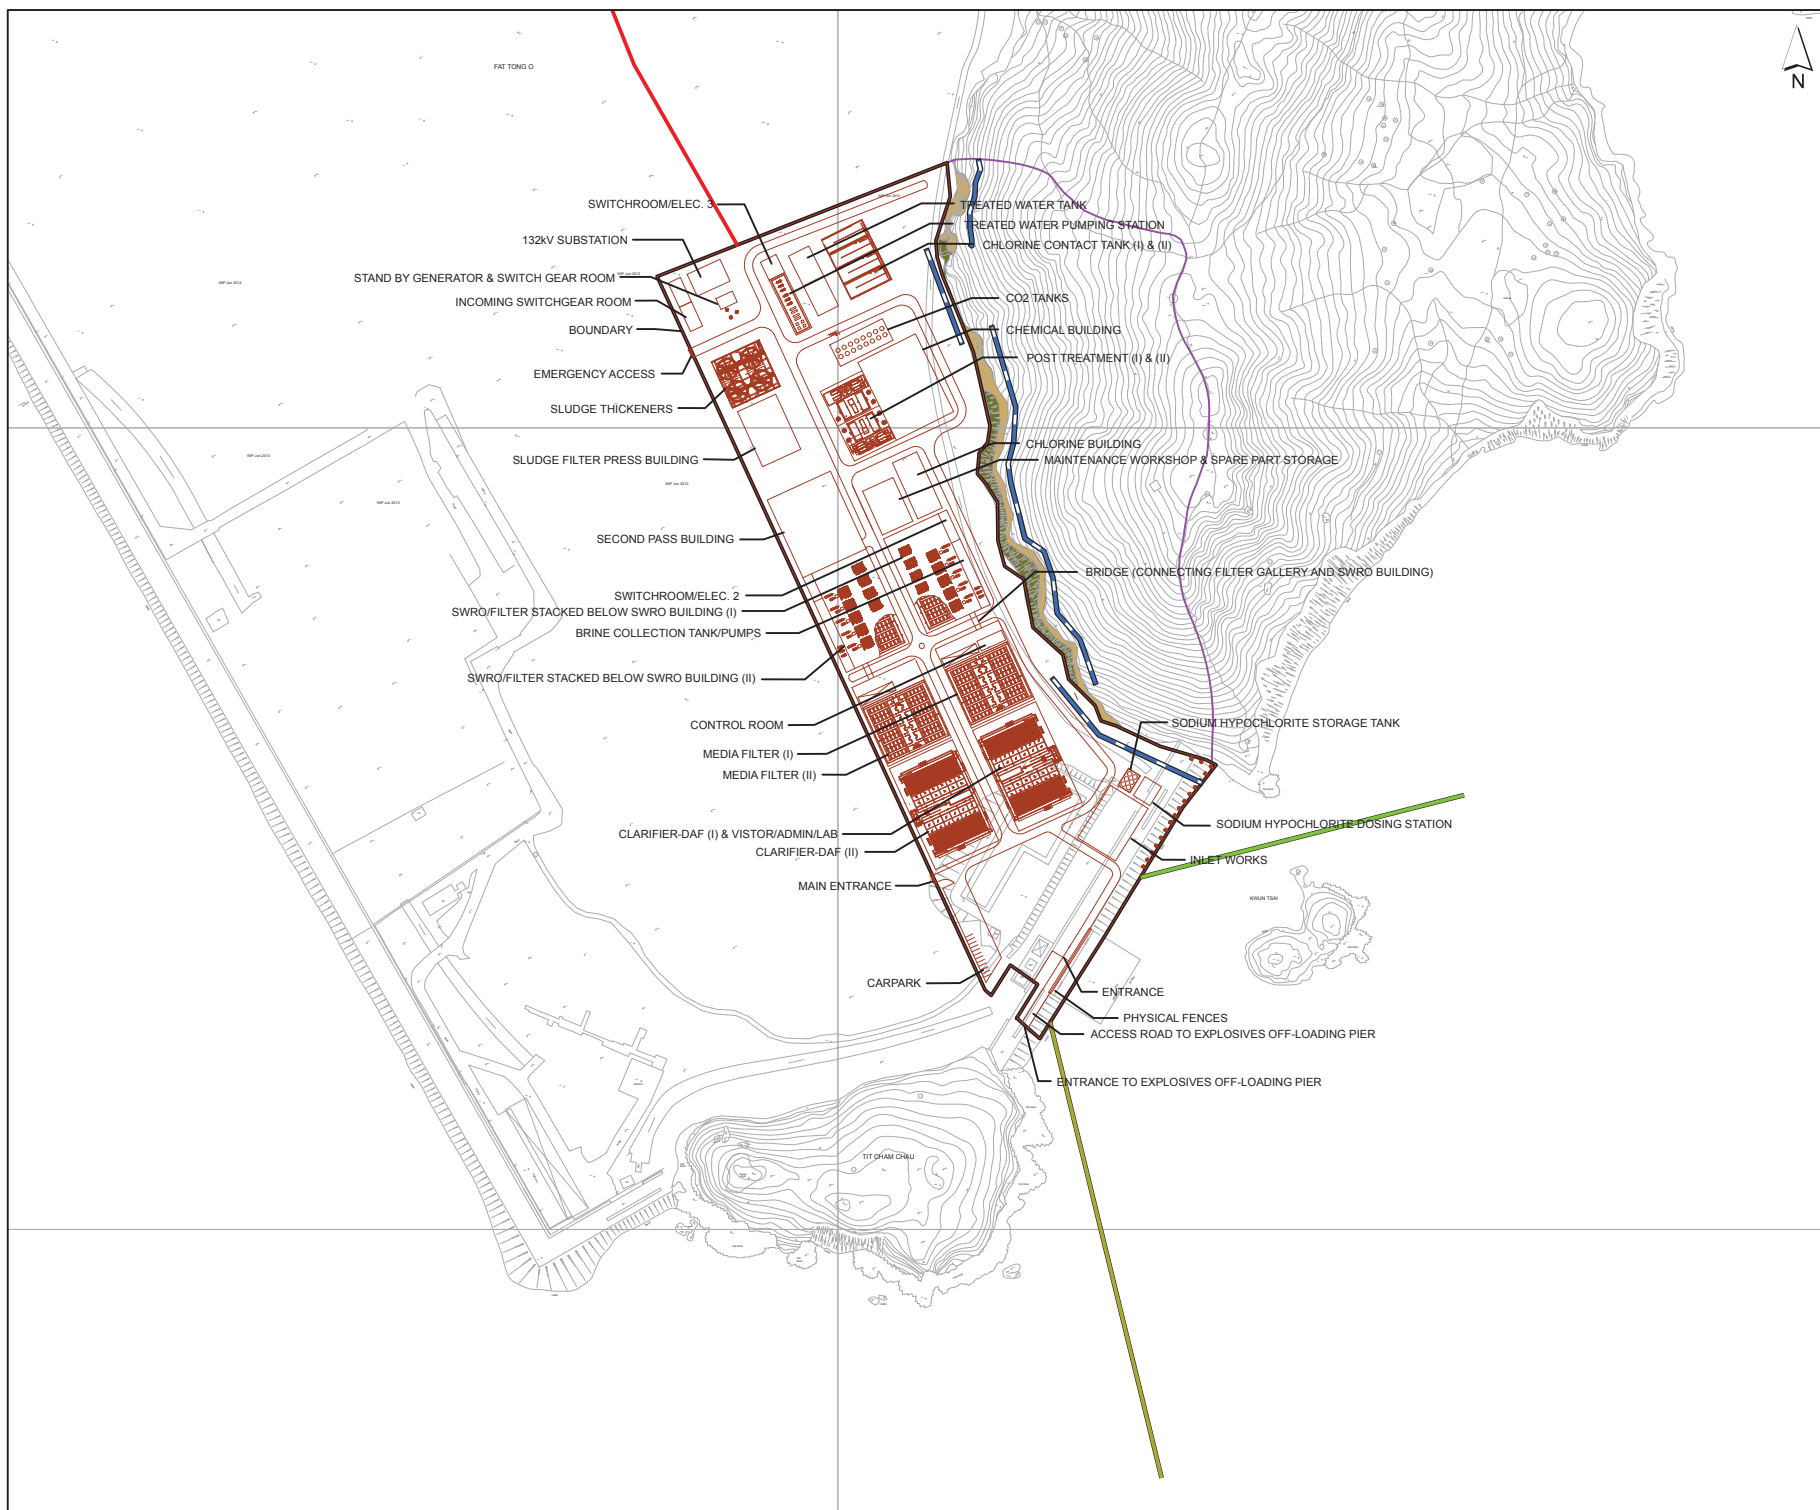 FAT TONG O
N
SWITCHROOM/ELEC. 3
TREATED WATER TANK
TREATED WATER PUMPING STATION
132kV SUBSTATION
CHLORINE CONTACT TANK (I) & (II)
STAND BY GENERATOR & SWITCH GEAR ROOM
INCOMING SWITCHGEAR ROOM
CO2 TANKS
BOUNDARY
CHEMICAL BUILDING
POST TREATMENT (I) & (II)
EMERGENCY ACCESS
SLUDGE THICKENERS
CHLORINE BUILDING
SLUDGE FILTER PRESS BUILDING
MAINTENANCE WORKSHOP & SPARE PART STORAGE
SECOND PASS BUILDING
BRIDGE (CONNECTING FILTER GALLERY AND SWRO BUILDING)
SWITCHROOM/ELEC. 2
SWRO/FILTER STACKED BELOW SWRO BUILDING (I)
BRINE COLLECTION TANK/PUMPS
SWRO/FILTER STACKED BELOW SWRO BUILDING (II)
CONTROL ROOM
SODIUM HYPOCHLORITE STORAGE TANK
MEDIA FILTER (I)
MEDIA FILTER (II)
SODIUM HYPOCHLORITE DOSING STATION
CLARIFIER-DAF (I) & VISTOR/ADMIN/LAB
CLARIFIER-DAF (II)
INLET WORKS
MAIN ENTRANCE
KWUN TSAI
CARPARK
ENTRANCE
PHYSICAL FENCES
ACCESS ROAD TO EXPLOSIVES OFF-LOADING PIER
ENTRANCE TO EXPLOSIVES OFF-LOADING PIER
TIT CHAM CHAU